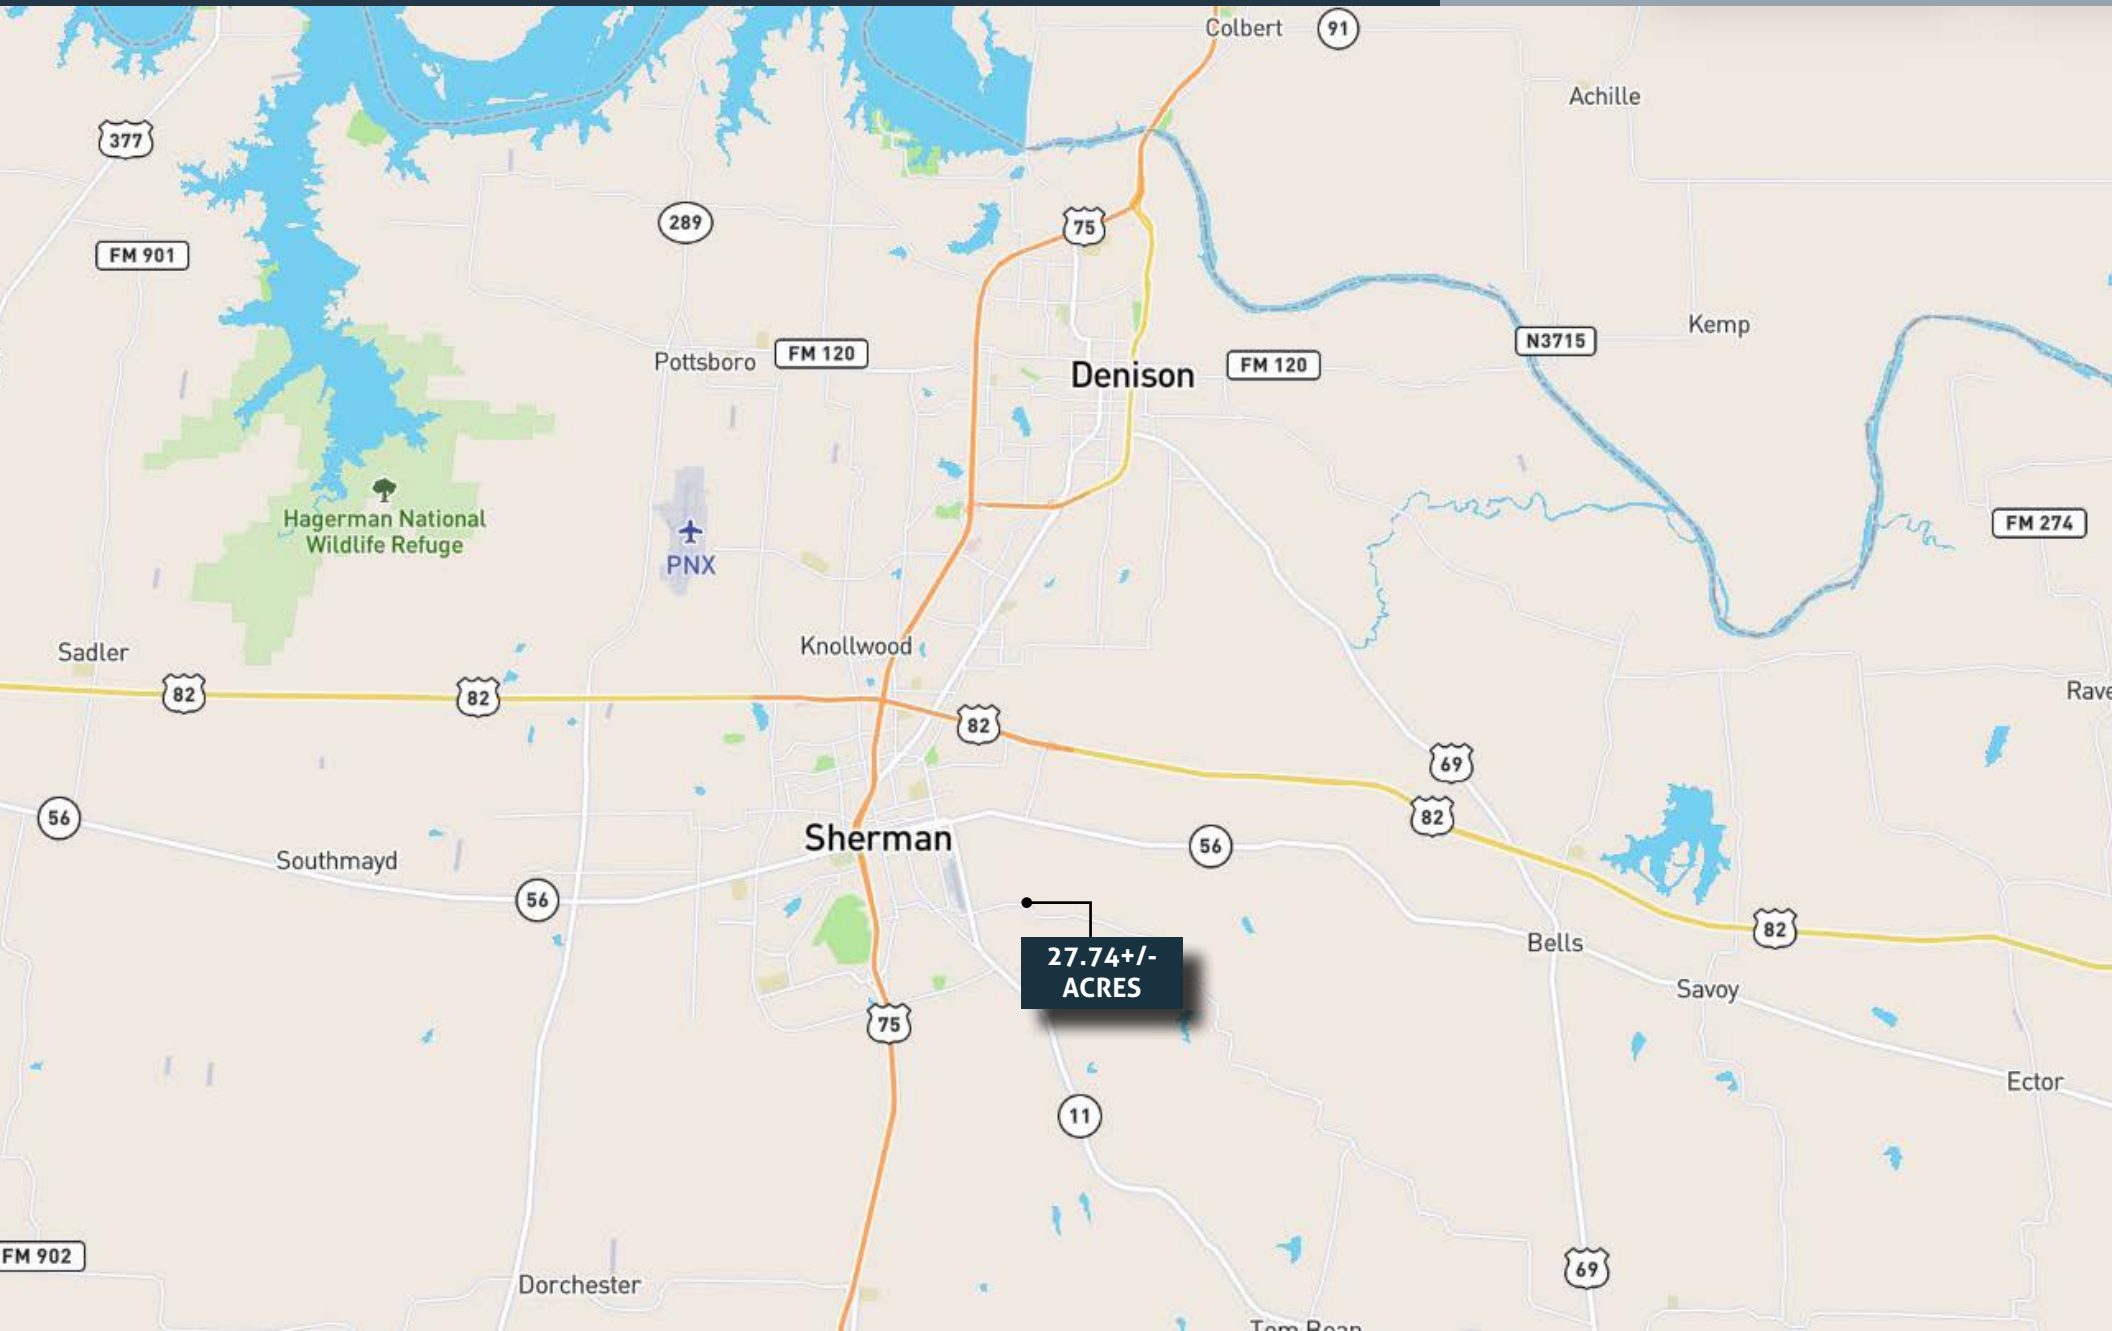 Colbert
91
Achille
377
289
75
FM 901
Kemp
N3715
Pottsboro
FM 120
FM 120
Denison
Hagerman National
Wildlife Refuge
FM 274
PNX
Knollwood
Sadler
82
82
Rave
82
69
56
82
Sherman
56
Southmayd
56
82
Bells
27.74+/-
ACRES
Savoy
75
Ector
11
FM 902
69
Dorchester
Tom Bean